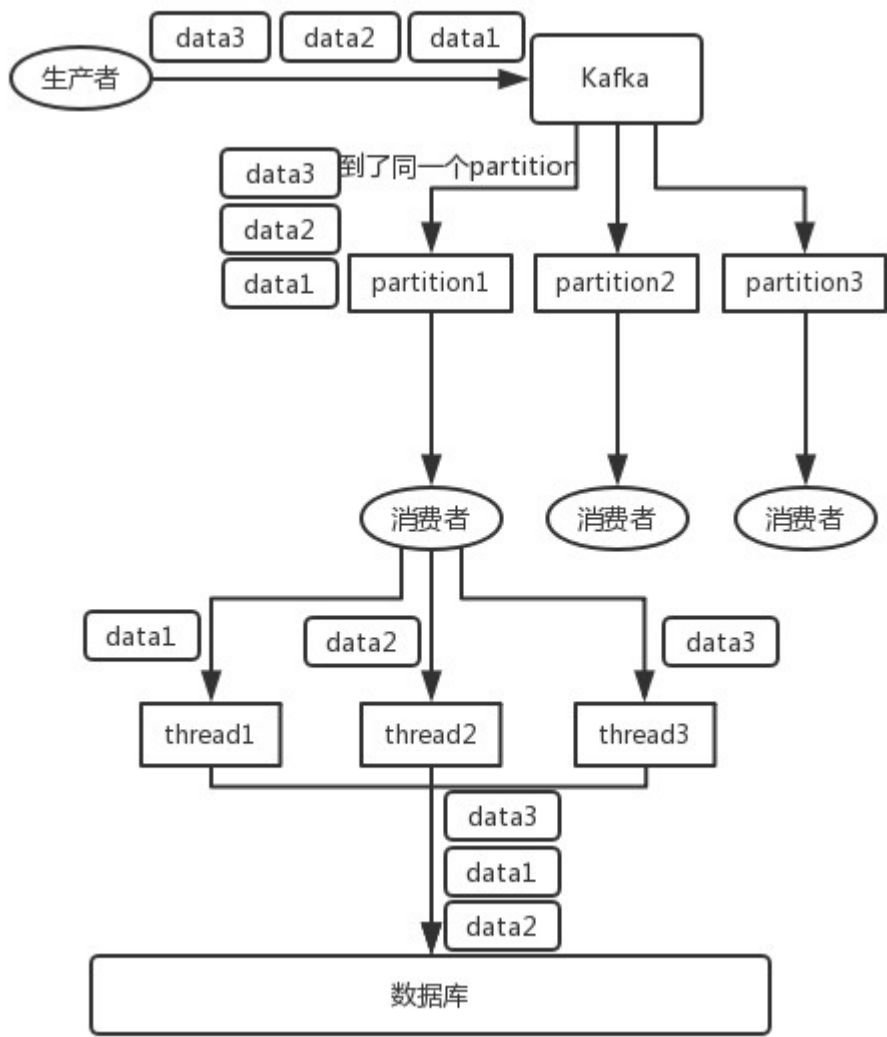 data3 data2 data1
生产者
Kafka
data3
到了同一个partition
data2
data1
partition1 partition2 partition3
消费者 消费者 消费者
data1 data2 data3
thread1 thread2 thread3
data3
data1
data2
数据库